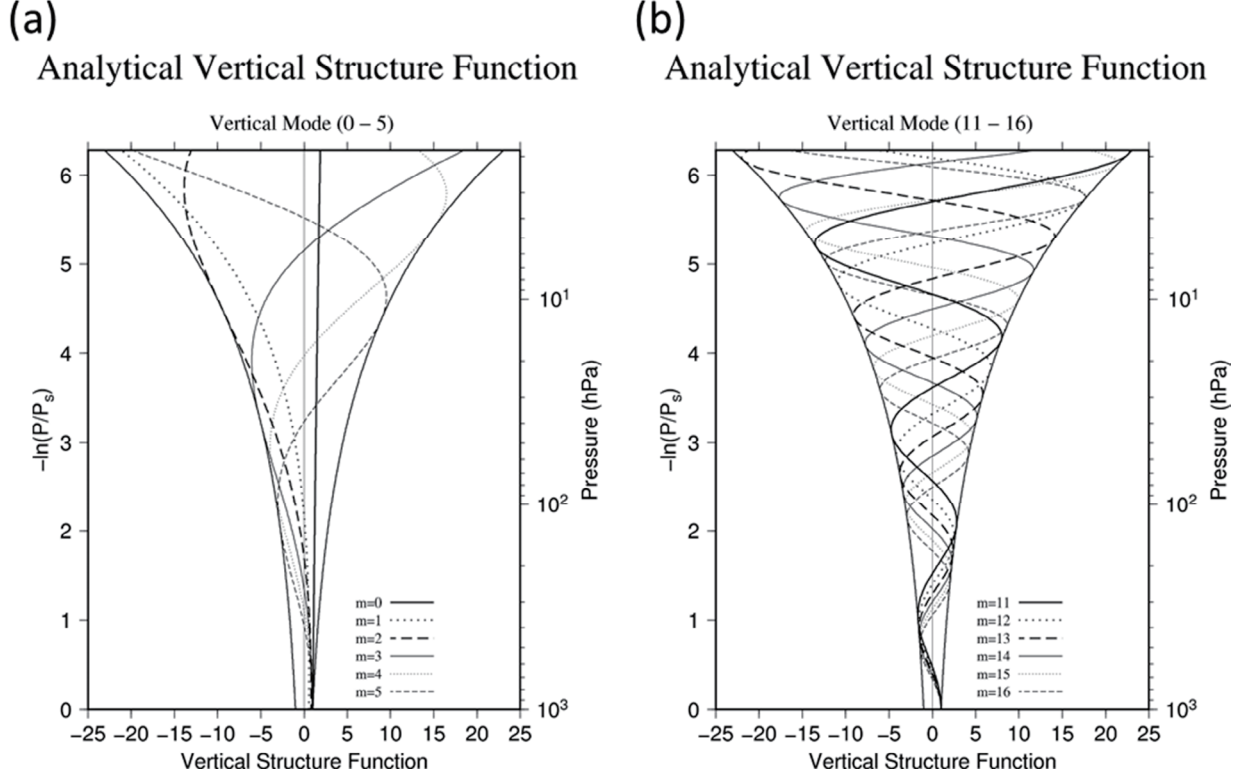 (a)
Analytical Vertical Structure Function
Vertical Mode (0 – 5)
6
5
4
3
2
1
0
−ln(P/Ps)
10¹
10²
10³
Pressure (hPa)
m=0
m=1
m=2
m=3
m=4
m=5
−25 −20 −15 −10 −5 0 5 10 15 20 25
Vertical Structure Function
(b)
Analytical Vertical Structure Function
Vertical Mode (11 – 16)
6
5
4
3
2
1
0
−ln(P/Ps)
10¹
10²
10³
Pressure (hPa)
m=11
m=12
m=13
m=14
m=15
m=16
−25 −20 −15 −10 −5 0 5 10 15 20 25
Vertical Structure Function